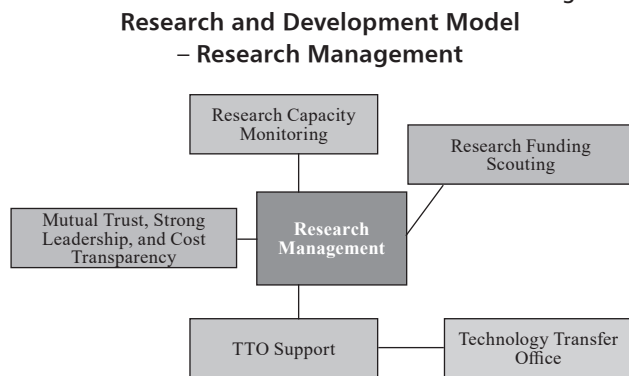 Research and Development Model
– Research Management
Research Capacity
Monitoring
Research Funding
Scouting
Mutual Trust, Strong
Leadership, and Cost
Transparency
Research
Management
TTO Support
Technology Transfer
Office